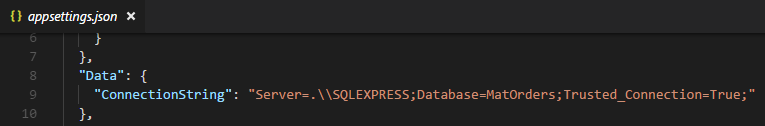 { } appsettings.json ×
6 }
7 },
8 "Data": {
9 "ConnectionString": "Server=.\\SQLEXPRESS;Database=MatOrders;Trusted_Connection=True;"
10 },